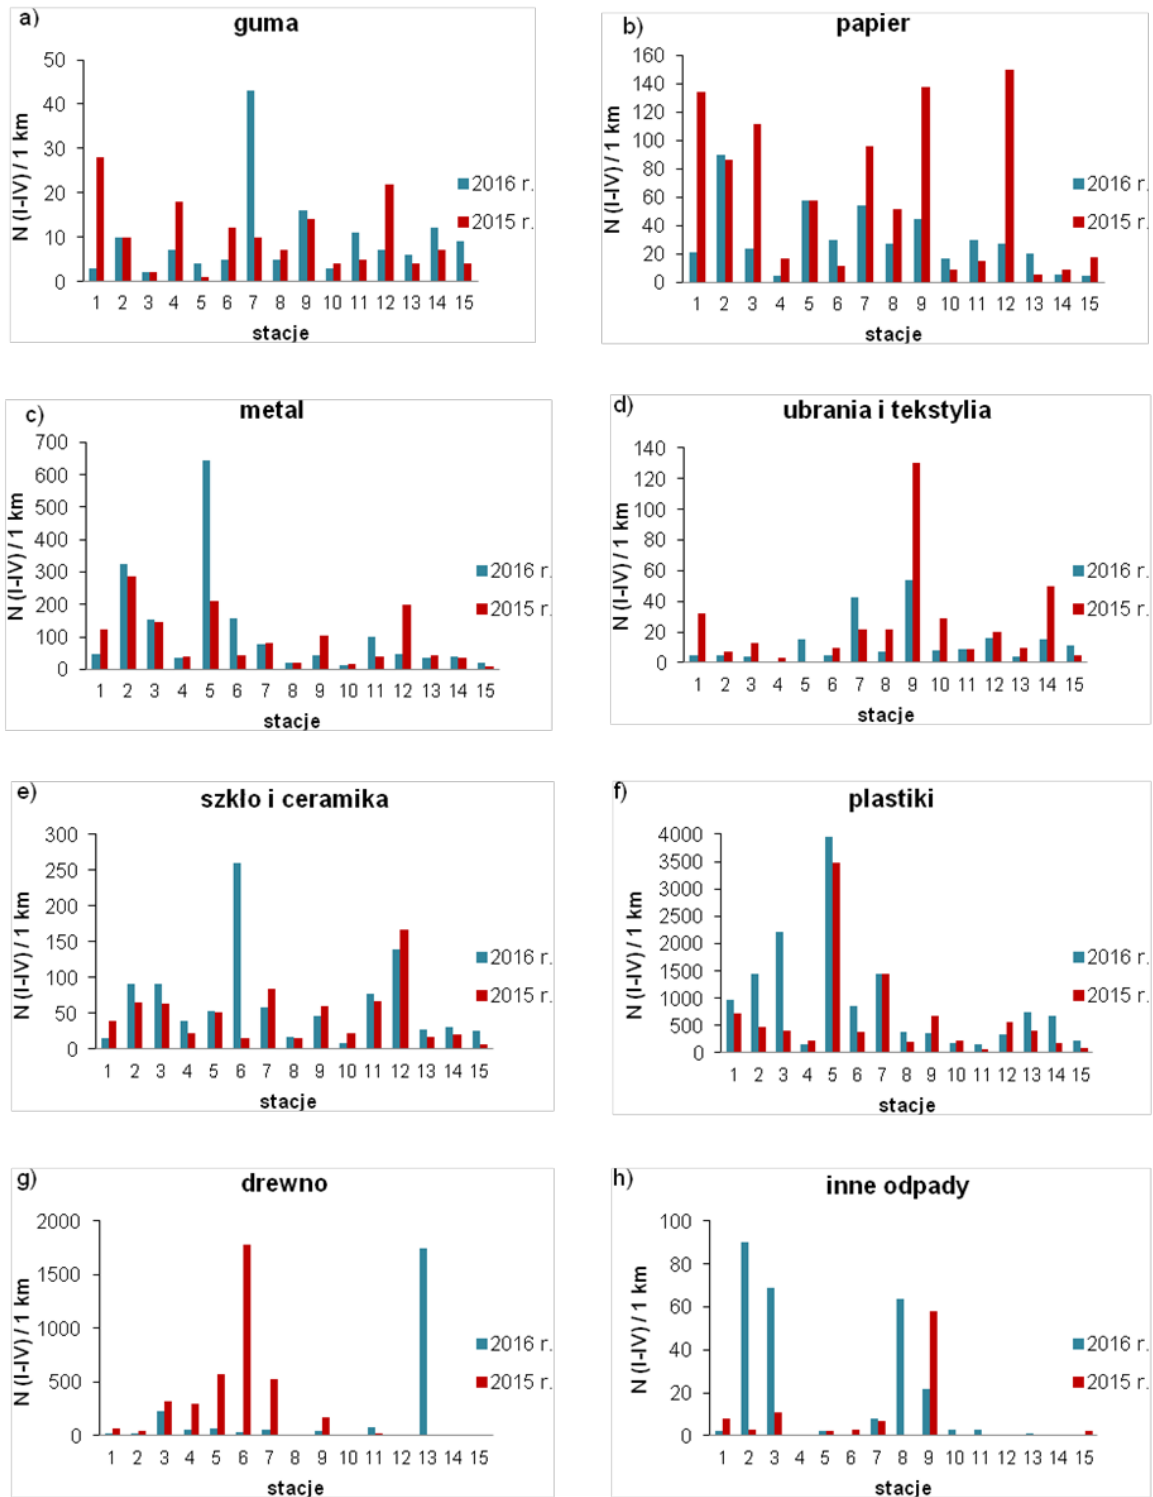 a)
guma
N (I-IV) / 1 km
50
40
30
20
10
0
1 2 3 4 5 6 7 8 9 10 11 12 13 14 15
stacje
2016 r.
2015 r.
b)
papier
N (I-IV) / 1 km
160
140
120
100
80
60
40
20
0
1 2 3 4 5 6 7 8 9 10 11 12 13 14 15
stacje
2016 r.
2015 r.
c)
metal
N (I-IV) / 1 km
700
600
500
400
300
200
100
0
1 2 3 4 5 6 7 8 9 10 11 12 13 14 15
stacje
2016 r.
2015 r.
d)
ubrania i tekstylia
N (I-IV) / 1 km
140
120
100
80
60
40
20
0
1 2 3 4 5 6 7 8 9 10 11 12 13 14 15
stacje
2016 r.
2015 r.
e)
szkło i ceramika
N (I-IV) / 1 km
300
250
200
150
100
50
0
1 2 3 4 5 6 7 8 9 10 11 12 13 14 15
stacje
2016 r.
2015 r.
f)
plastiki
N (I-IV) / 1 km
4000
3500
3000
2500
2000
1500
1000
500
0
1 2 3 4 5 6 7 8 9 10 11 12 13 14 15
stacje
2016 r.
2015 r.
g)
drewno
N (I-IV) / 1 km
2000
1500
1000
500
0
1 2 3 4 5 6 7 8 9 10 11 12 13 14 15
stacje
2016 r.
2015 r.
h)
inne odpady
N (I-IV) / 1 km
100
80
60
40
20
0
1 2 3 4 5 6 7 8 9 10 11 12 13 14 15
stacje
2016 r.
2015 r.